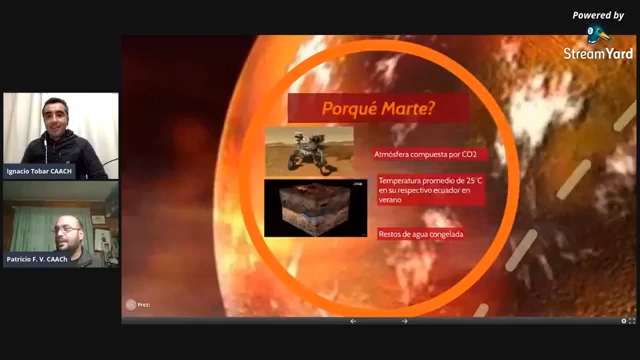 Powered by
StreamYard
Porqué Marte?
Atmósfera compuesta por CO2
Temperatura promedio de 25°C
en su respectivo ecuador en
verano
Restos de agua congelada
Ignacio Tobar CAACH
Patricio F. V. CAACh
Prezi